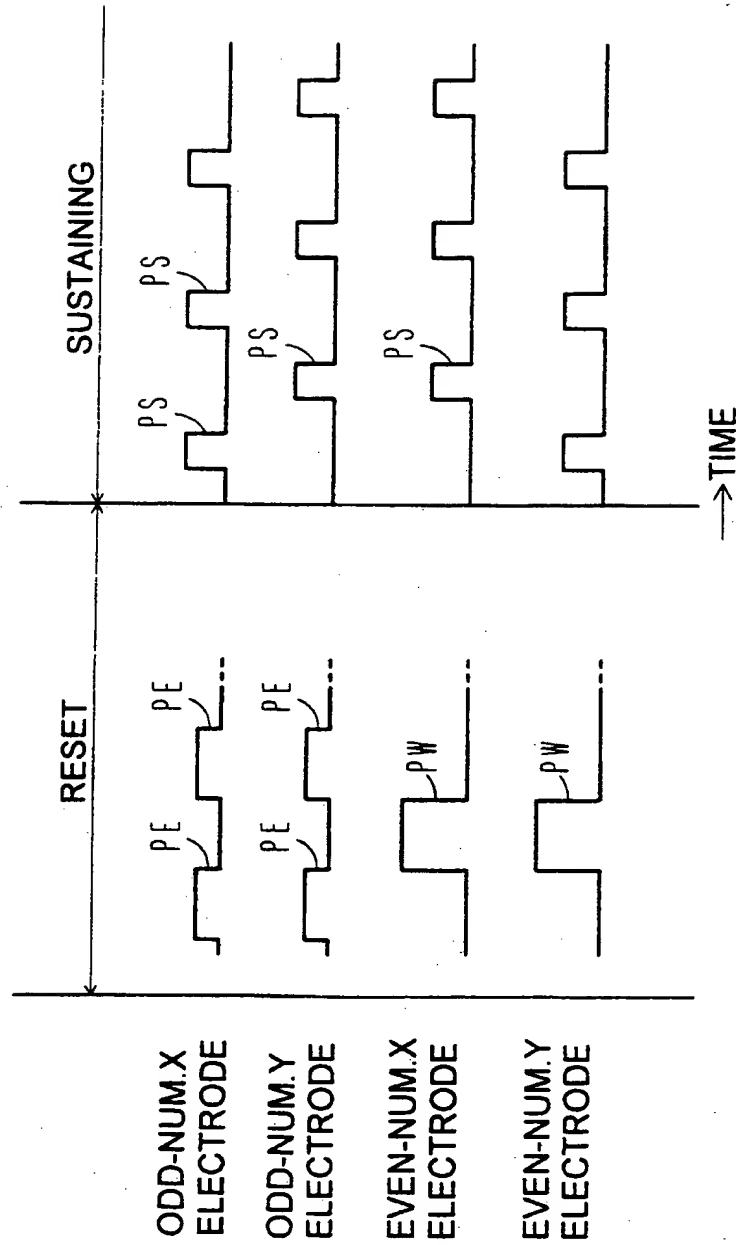 RESET
SUSTAINING
ODD-NUM.X
ELECTRODE
PE
PE
PS
PS
ODD-NUM.Y
ELECTRODE
PE
PE
PS
EVEN-NUM.X
ELECTRODE
PW
PS
EVEN-NUM.Y
ELECTRODE
PW
→TIME